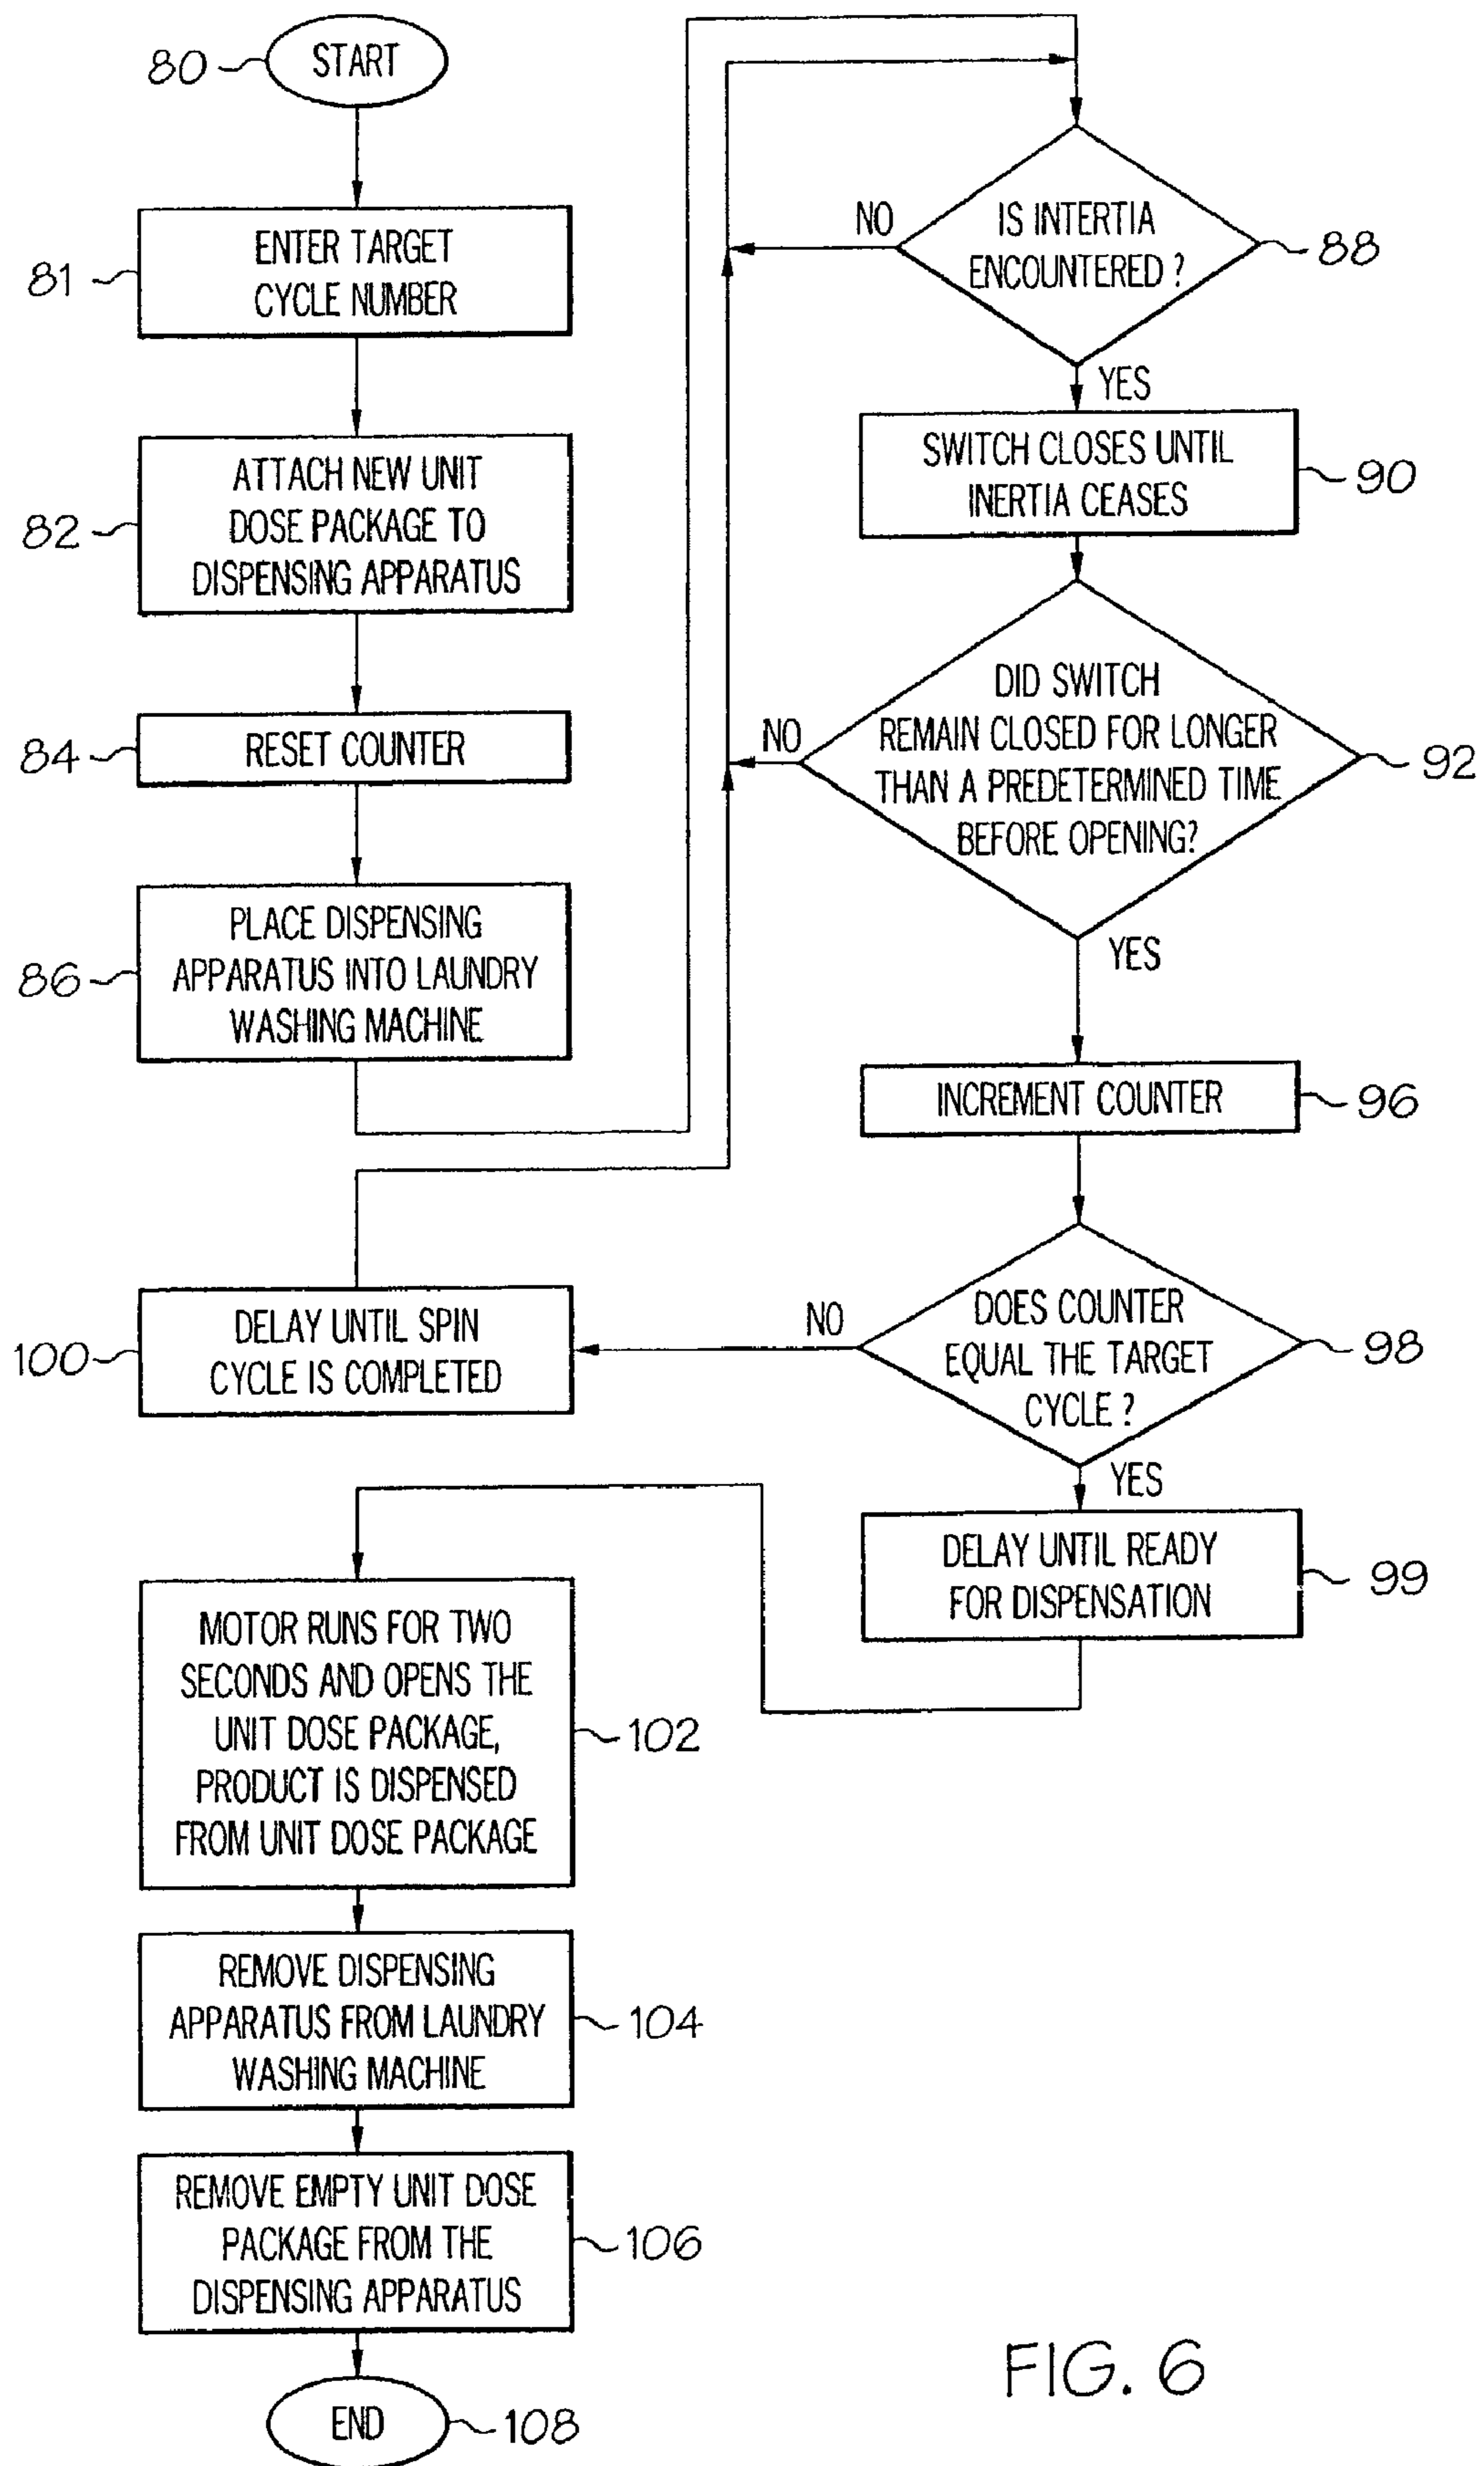 80
START
81
ENTER TARGET
CYCLE NUMBER
82
ATTACH NEW UNIT
DOSE PACKAGE TO
DISPENSING APPARATUS
84
RESET COUNTER
86
PLACE DISPENSING
APPARATUS INTO LAUNDRY
WASHING MACHINE
NO
IS INTERTIA
ENCOUNTERED ?
88
YES
SWITCH CLOSES UNTIL
INERTIA CEASES
90
NO
DID SWITCH
REMAIN CLOSED FOR LONGER
THAN A PREDETERMINED TIME
BEFORE OPENING?
92
YES
INCREMENT COUNTER
96
NO
DOES COUNTER
EQUAL THE TARGET
CYCLE ?
98
100
DELAY UNTIL SPIN
CYCLE IS COMPLETED
YES
DELAY UNTIL READY
FOR DISPENSATION
99
MOTOR RUNS FOR TWO
SECONDS AND OPENS THE
UNIT DOSE PACKAGE,
PRODUCT IS DISPENSED
FROM UNIT DOSE PACKAGE
102
REMOVE DISPENSING
APPARATUS FROM LAUNDRY
WASHING MACHINE
104
REMOVE EMPTY UNIT DOSE
PACKAGE FROM THE
DISPENSING APPARATUS
106
END
108
FIG. 6